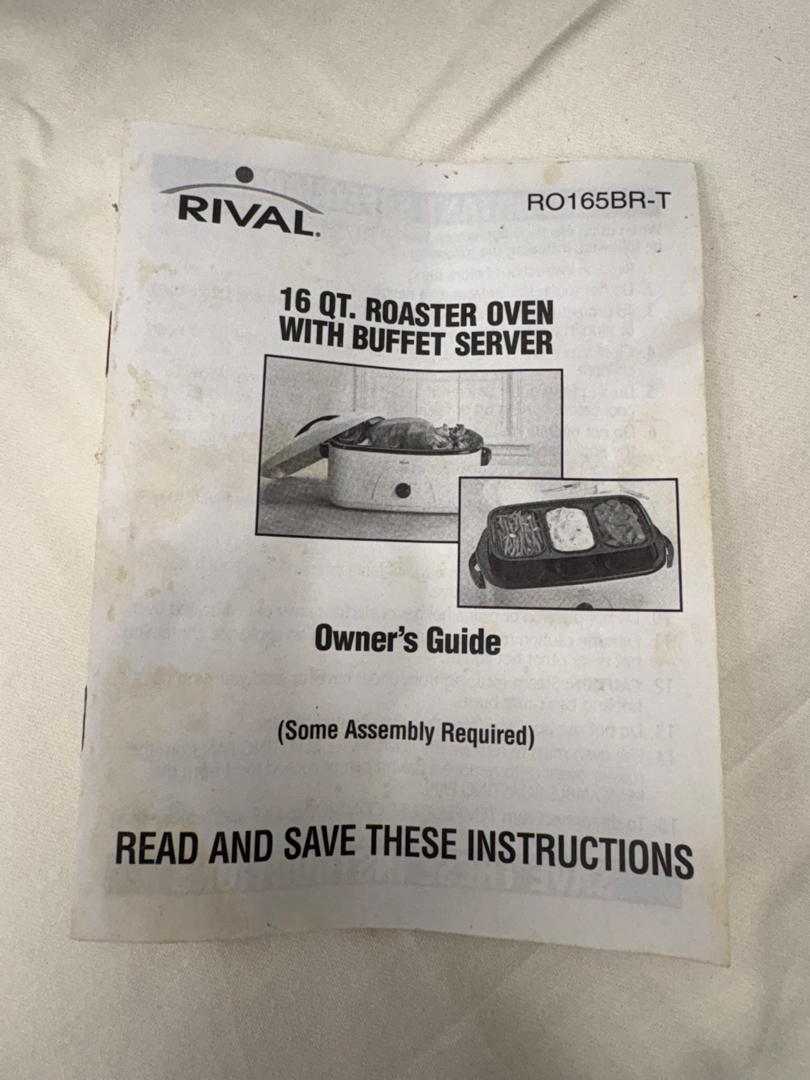 RIVAL.
RO165BR-T
16 QT. ROASTER OVEN
WITH BUFFET SERVER
Owner's Guide
(Some Assembly Required)
READ AND SAVE THESE INSTRUCTIONS